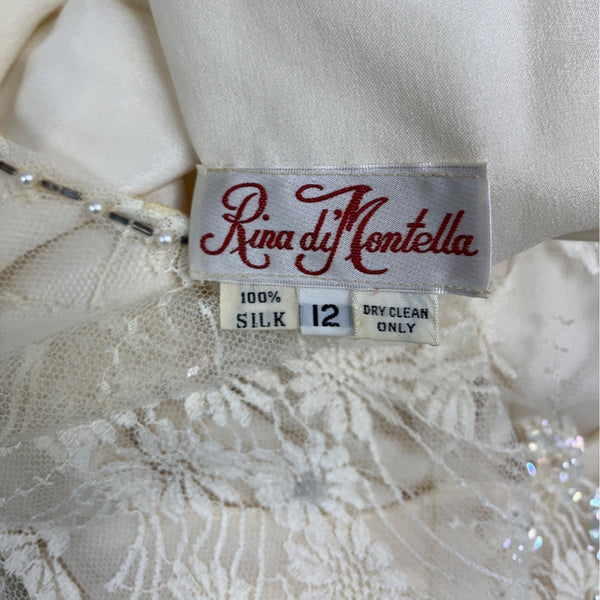 Rina di Montella
100%
SILK
12
DRY CLEAN
ONLY